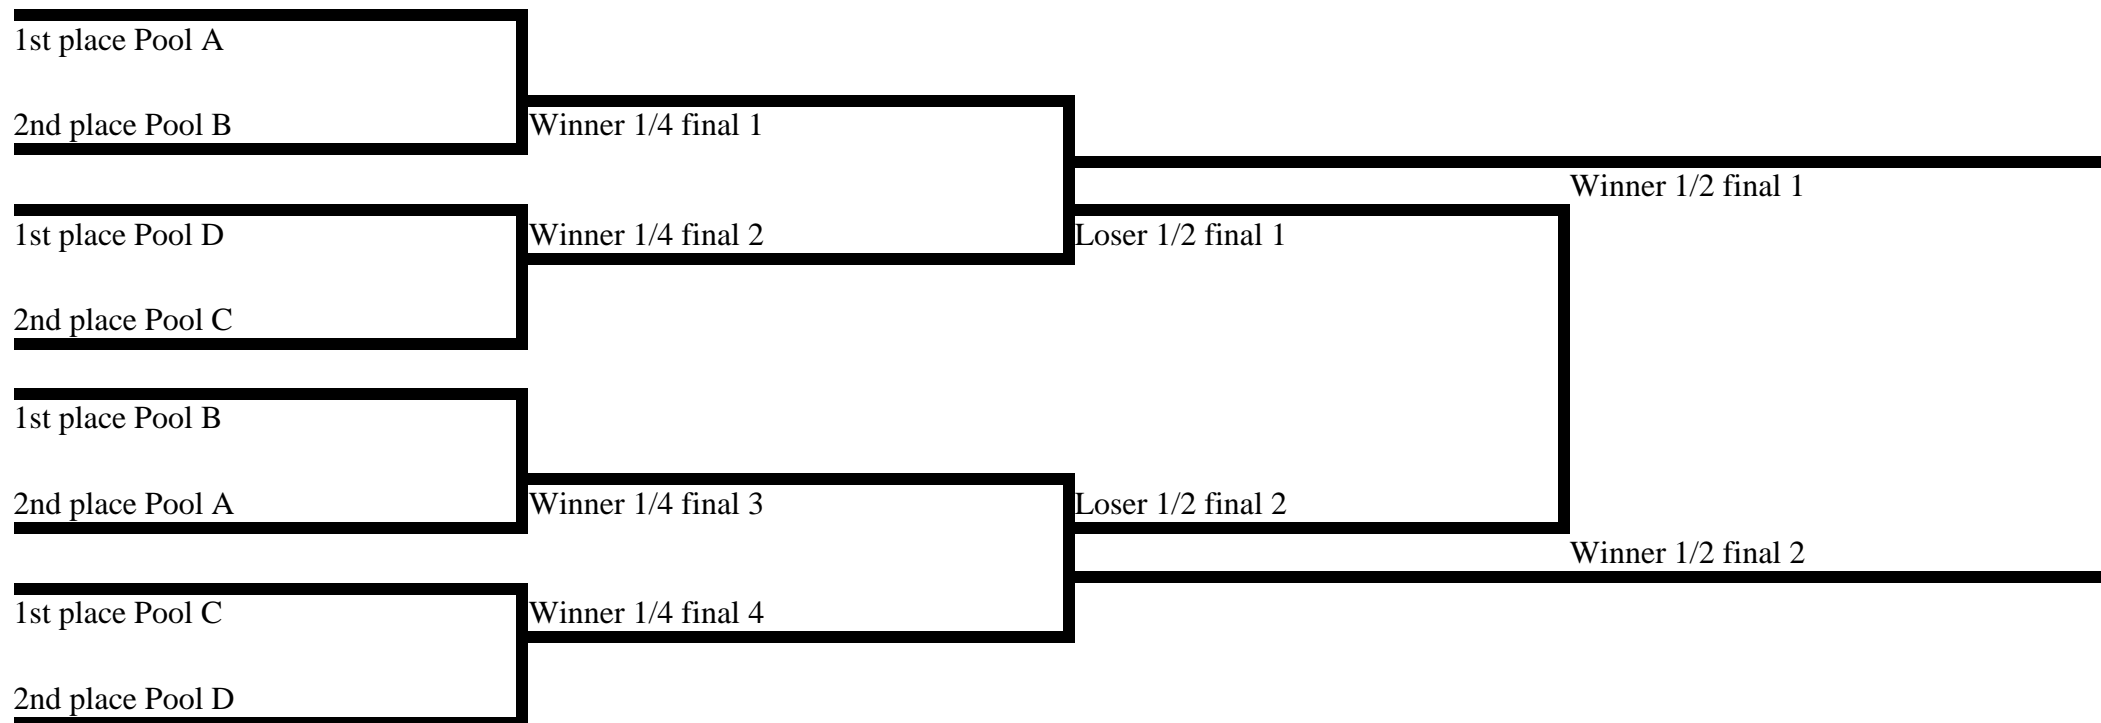 1st place Pool A
2nd place Pool B
Winner 1/4 final 1
Winner 1/2 final 1
1st place Pool D
Winner 1/4 final 2
Loser 1/2 final 1
2nd place Pool C
1st place Pool B
2nd place Pool A
Winner 1/4 final 3
Loser 1/2 final 2
Winner 1/2 final 2
1st place Pool C
Winner 1/4 final 4
2nd place Pool D